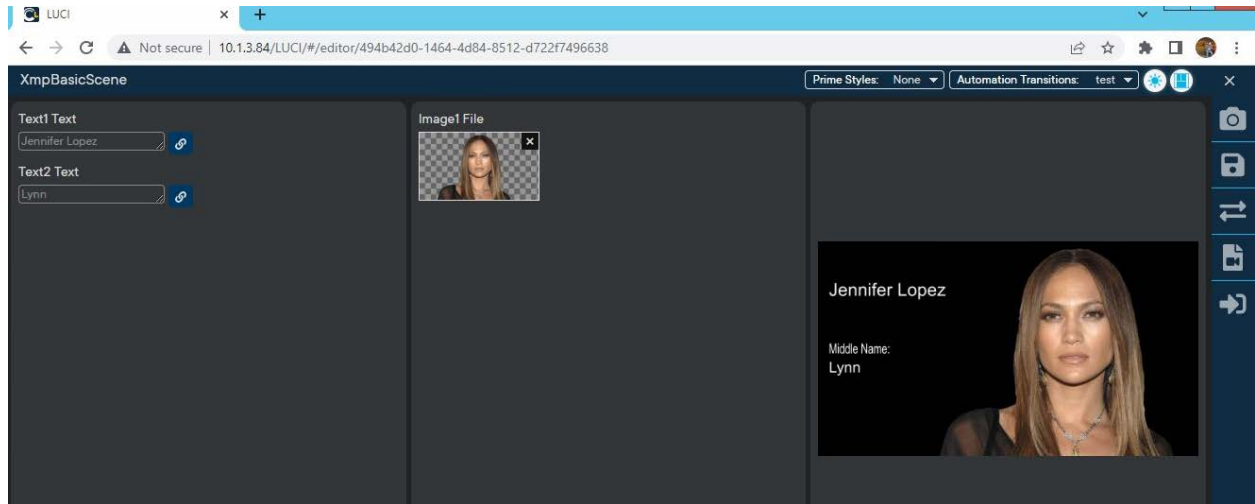 LUCI
Not secure 10.1.3.84/LUCI/#/editor/494b42d0-1464-4d84-8512-d722f7496638
XmpBasicScene
Prime Styles: None
Automation Transitions: test
Text1 Text
Jennifer Lopez
Text2 Text
Lynn
Image1 File
Jennifer Lopez
Middle Name:
Lynn